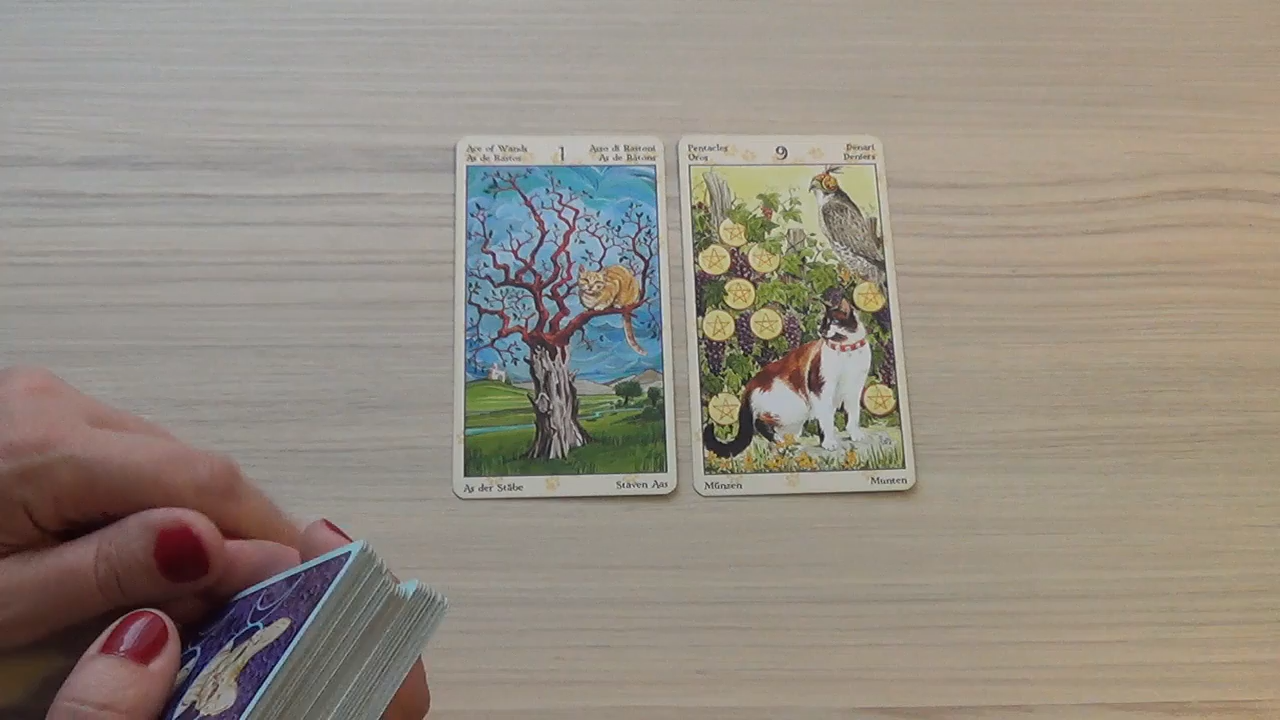 Ace of Wands
As de Bastos
1
Asso di Bastoni
As de Bâtons
As der Stäbe
Staven Aas
Pentacles
Oros
9
Denari
Deniers
Münzen
Munten